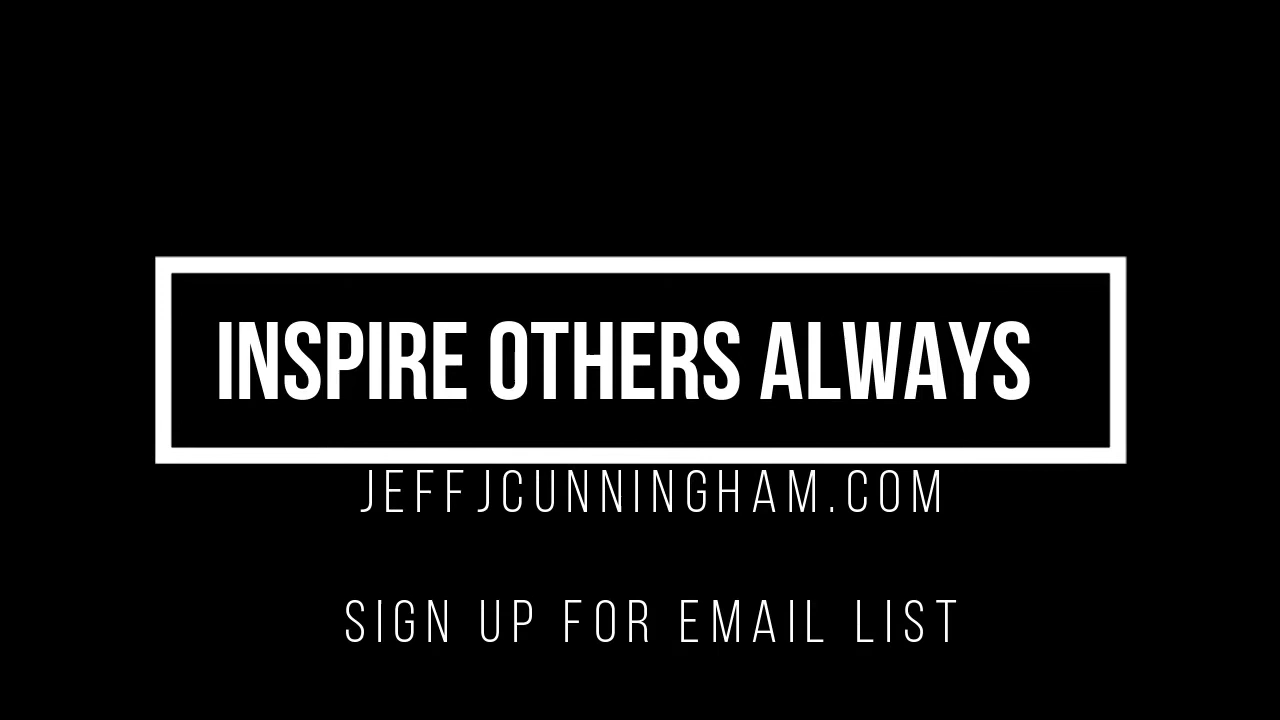 INSPIRE OTHERS ALWAYS
JEFFJCUNNINGHAM.COM
SIGN UP FOR EMAIL LIST